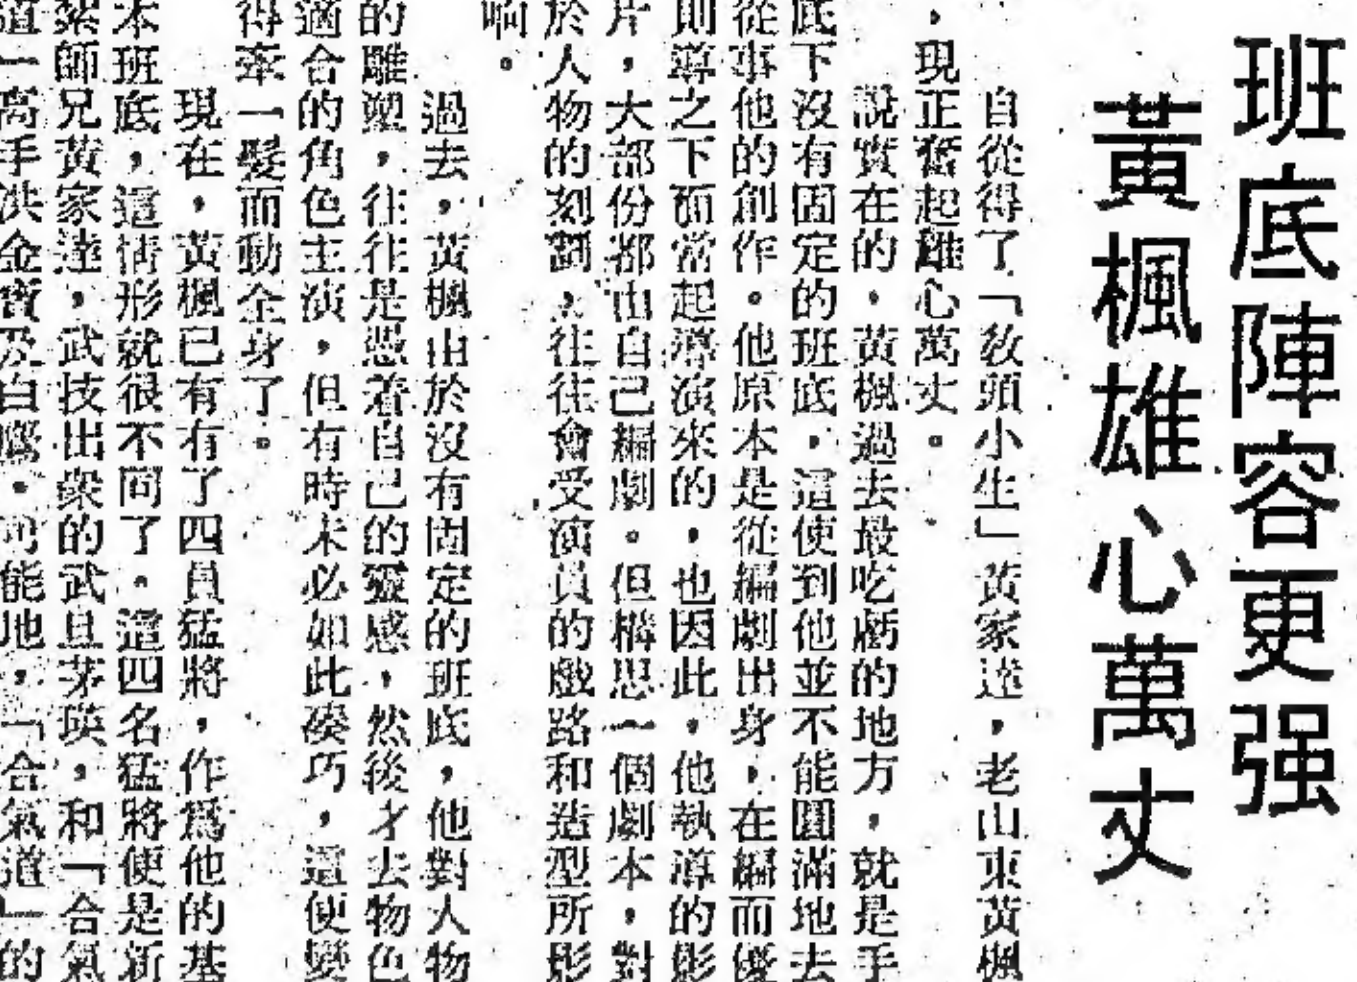 班底陣容更强
黃楓雄心萬丈
自從得了「教頭小生」黃家達,老山東黃楓
,現正奮起雄心萬丈。
說實在的,黃楓過去最吃虧的地方,就是手
底下沒有固定的班底,這使到他並不能圓滿地去
從事他的創作。他原本是從編劇出身,在編而優
則導之下而當起導演來的,也因此,他執導的影
片,大部份都由自己編劇。但構思一個劇本,對
於人物的刻劃,往往會受演員的戲路和造型所影
响。
過去,黃楓由於沒有固定的班底,他對人物
的雕塑,往往是憑着自己的靈感,然後才去物色
適合的角色主演,但有時未必如此湊巧,這便變
得牽一髮而動全身了。
現在,黃楓已有有了四員猛將,作爲他的基
本班底,這情形就很不同了。這四名猛將便是新
紮師兄黃家達,武技出衆的武旦茅瑛,和「合氣
道一高手洪金寶及白鷹。可能地,「合氣道」的